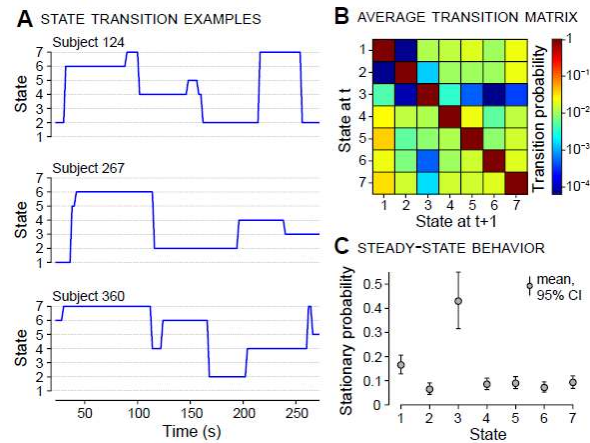 A STATE TRANSITION EXAMPLES
Subject 124
7
6
5
4
3
2
1
State
Subject 267
7
6
5
4
3
2
1
State
Subject 360
7
6
5
4
3
2
1
State
50 100 150 200 250
Time (s)
B AVERAGE TRANSITION MATRIX
1
2
3
4
5
6
7
State at t
1 2 3 4 5 6 7
State at t+1
1
10⁻¹
10⁻²
10⁻³
10⁻⁴
Transition probability
C STEADY-STATE BEHAVIOR
mean,
95% CI
0.5
0.4
0.3
0.2
0.1
0
Stationary probability
1 2 3 4 5 6 7
State